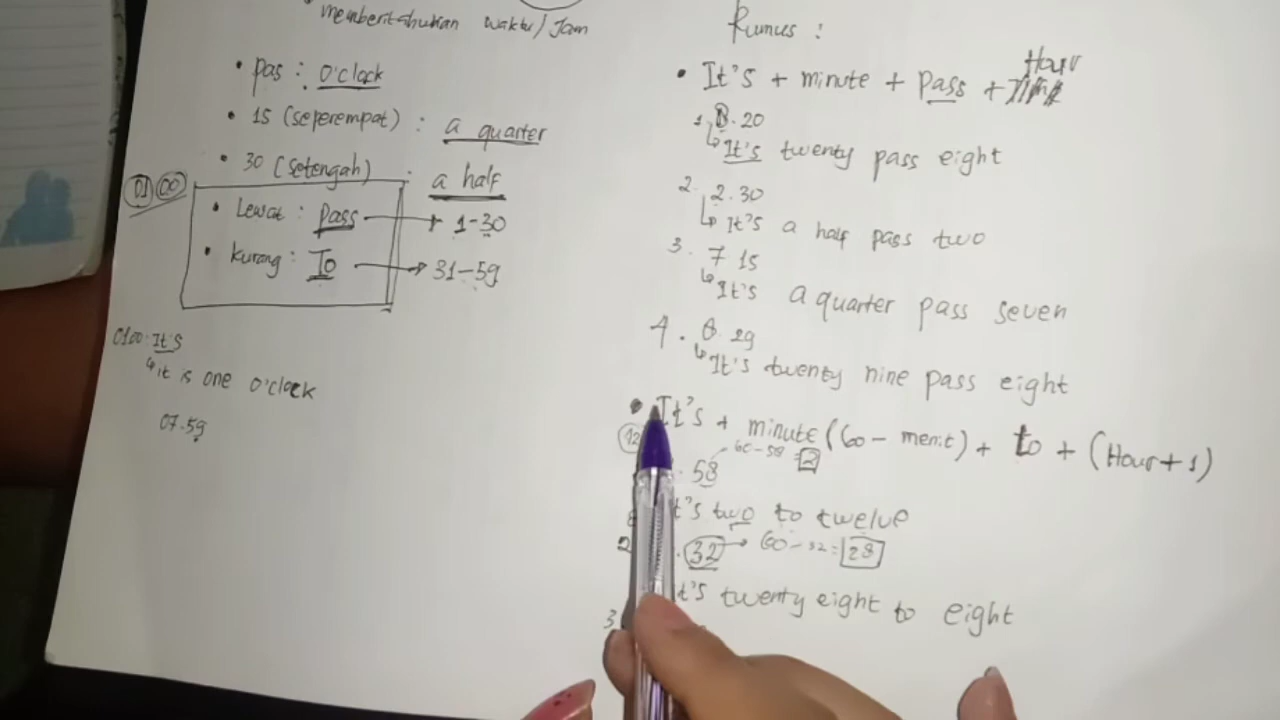 memberitahukan waktu/Jam
• pas : o'clock
• 15 (seperempat) : a quarter
• 30 (setengah) : a half
01 00
• Lewat : pass → 1-30
• kurang : To → 31-59
0100. It's
it is one o'clock
07.59
Rumus :
• It's + minute + pass + Hour
1. 8.20
It's twenty pass eight
2. 2.30
It's a half pass two
3. 7 15
It's a quarter pass seven
4. 8.29
It's twenty nine pass eight
• It's + minute (60 - menit) + to + (Hour + 1)
. 58 60-58 = 2
t's two to twelve
2 . 32 → 60-32 = 28
t's twenty eight to eight
3